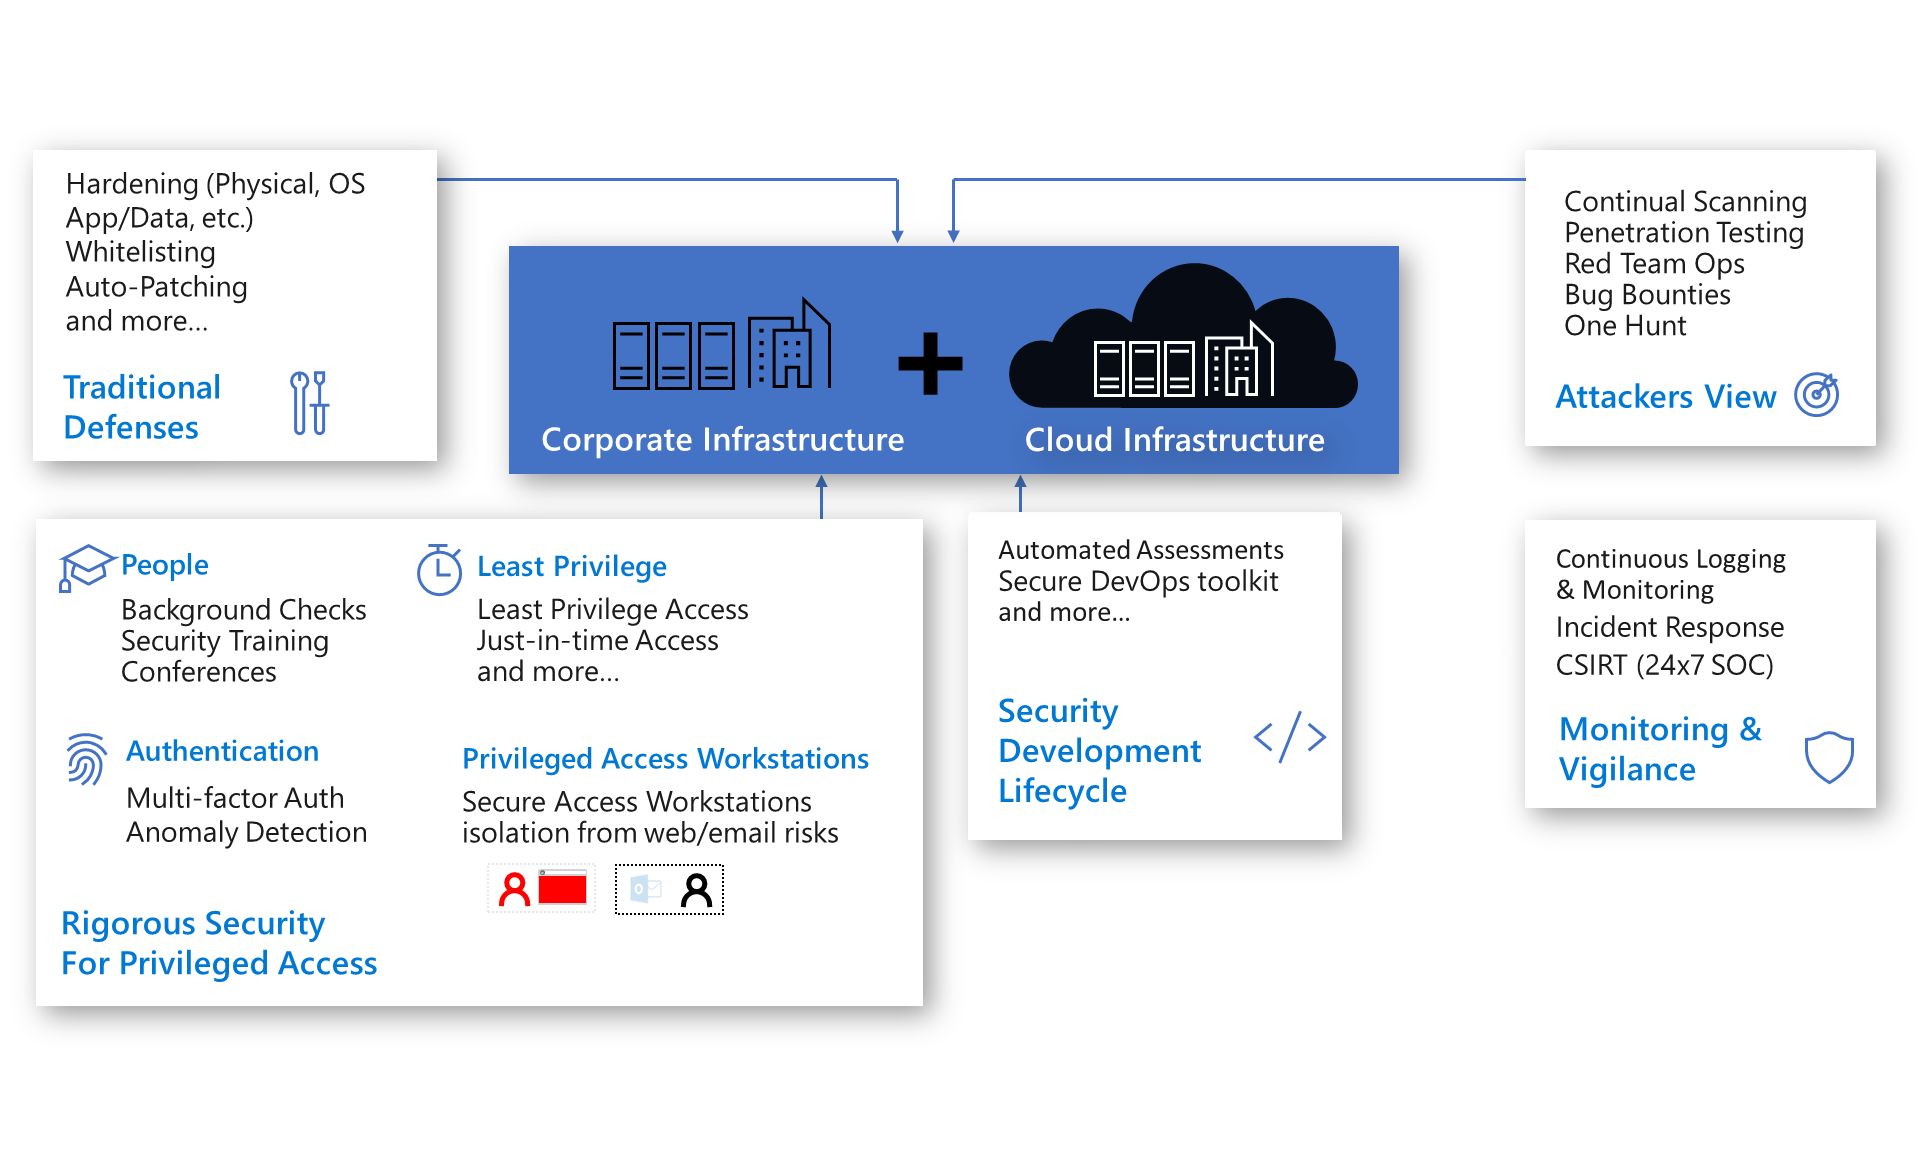 Hardening (Physical, OS
App/Data, etc.)
Whitelisting
Auto-Patching
and more...
Traditional
Defenses
Corporate Infrastructure
Cloud Infrastructure
Continual Scanning
Penetration Testing
Red Team Ops
Bug Bounties
One Hunt
Attackers View
People
Background Checks
Security Training
Conferences
Least Privilege
Least Privilege Access
Just-in-time Access
and more...
Authentication
Multi-factor Auth
Anomaly Detection
Privileged Access Workstations
Secure Access Workstations
isolation from web/email risks
Rigorous Security
For Privileged Access
Automated Assessments
Secure DevOps toolkit
and more...
Security
Development
Lifecycle
Continuous Logging
& Monitoring
Incident Response
CSIRT (24x7 SOC)
Monitoring &
Vigilance